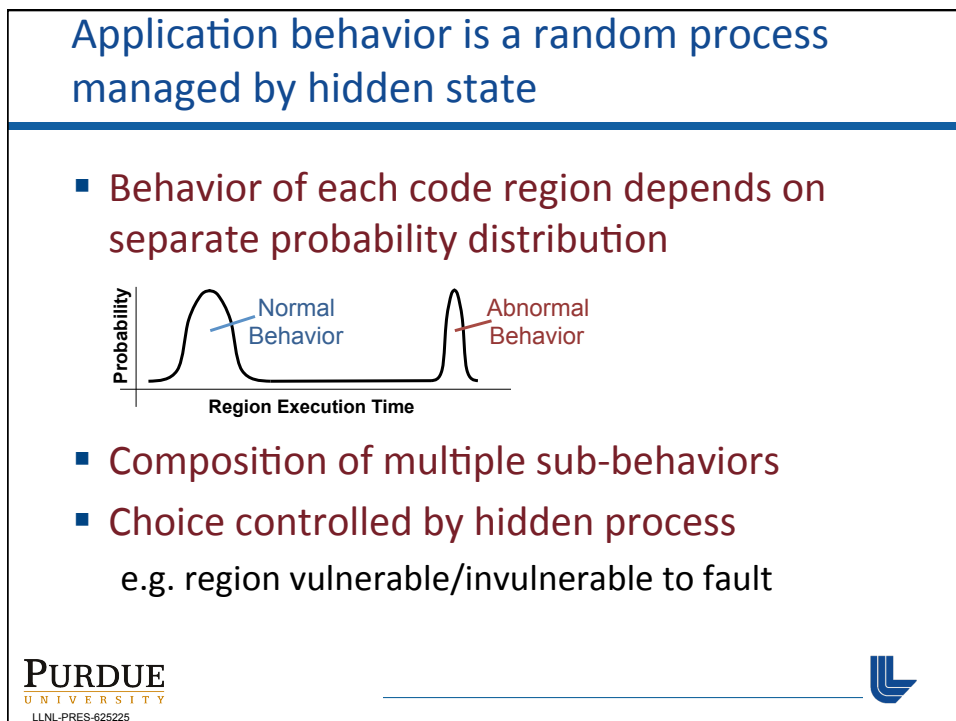 Application behavior is a random process
managed by hidden state
▪ Behavior of each code region depends on
separate probability distribution
Probability
Normal
Behavior
Abnormal
Behavior
Region Execution Time
▪ Composition of multiple sub-behaviors
▪ Choice controlled by hidden process
e.g. region vulnerable/invulnerable to fault
PURDUE
UNIVERSITY
LLNL-PRES-625225